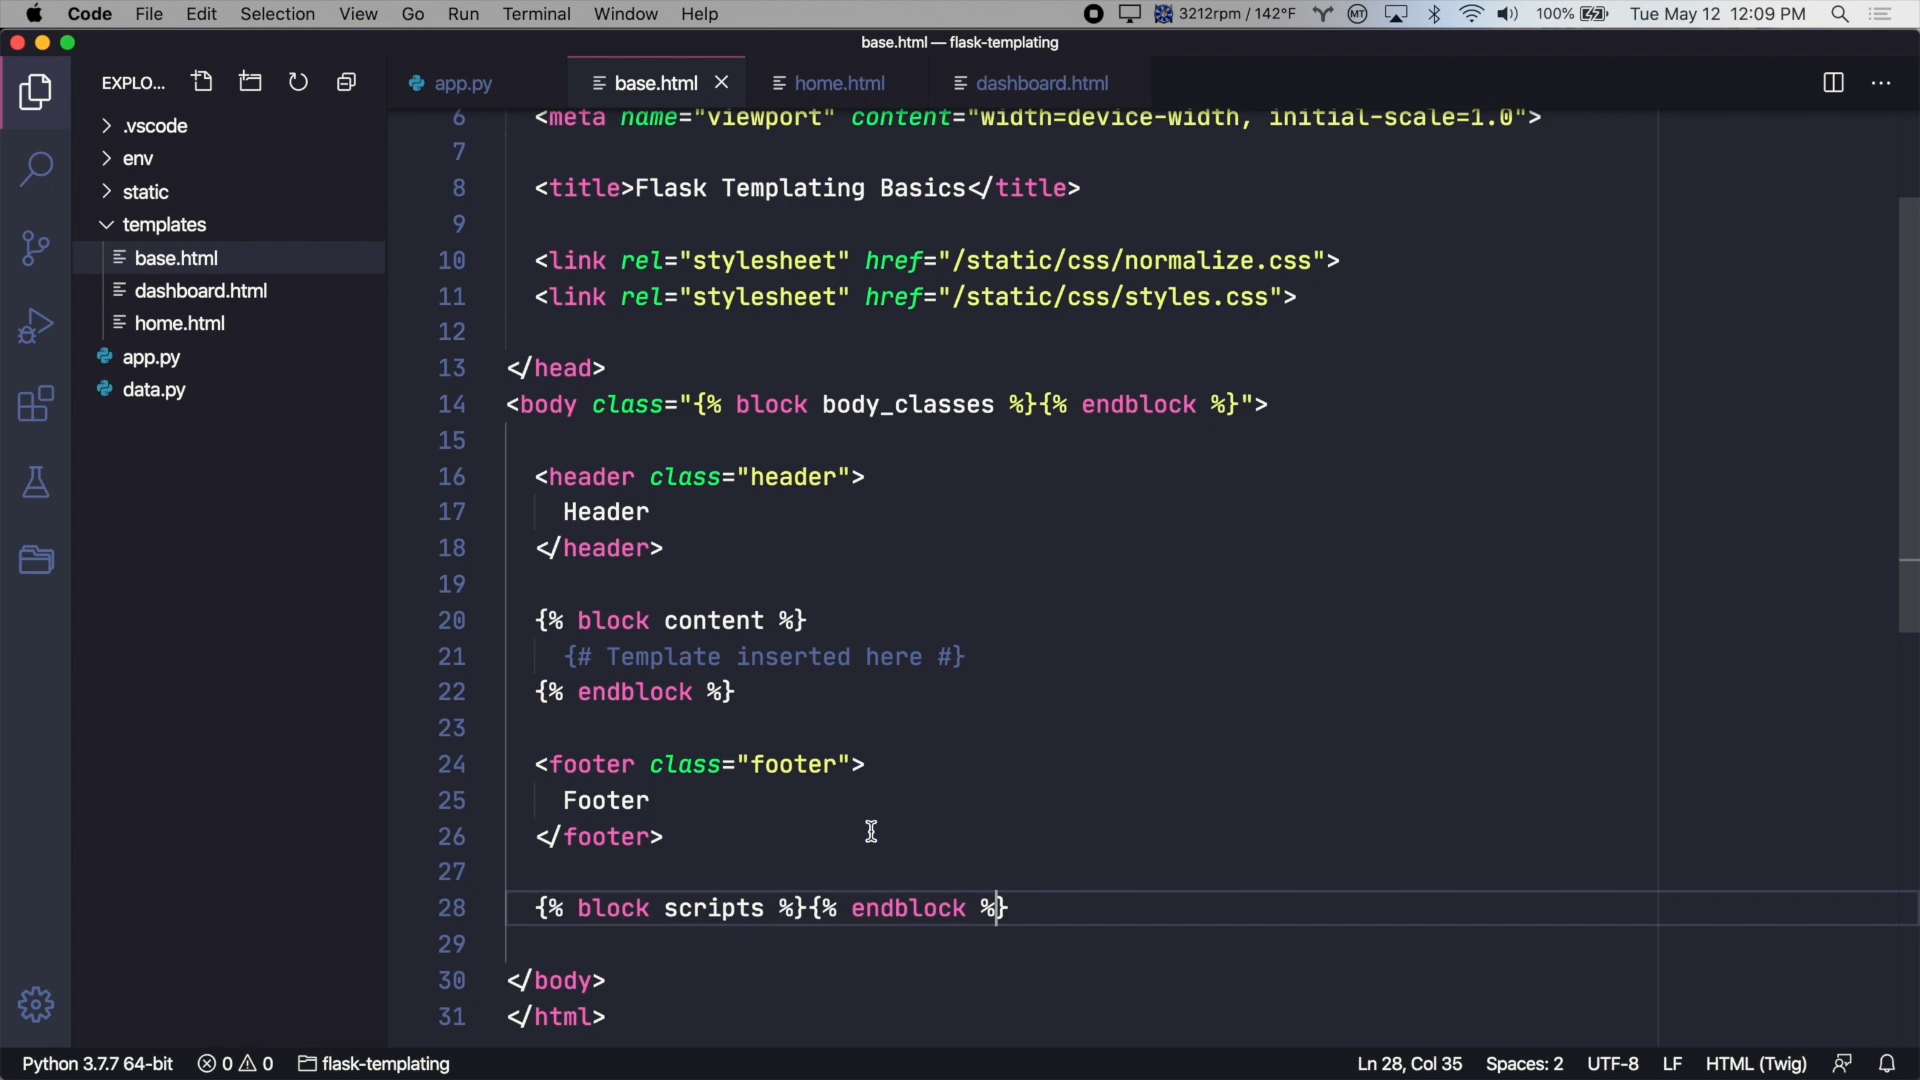 Code File Edit Selection View Go Run Terminal Window Help 3212rpm / 142°F MT 100% Tue May 12 12:09 PM
base.html — flask-templating
EXPLO...
.vscode
env
static
templates
base.html
dashboard.html
home.html
app.py
data.py
app.py base.html home.html dashboard.html
6 <meta name="viewport" content="width=device-width, initial-scale=1.0">
7
8 <title>Flask Templating Basics</title>
9
10 <link rel="stylesheet" href="/static/css/normalize.css">
11 <link rel="stylesheet" href="/static/css/styles.css">
12
13 </head>
14 <body class="{% block body_classes %}{% endblock %}">
15
16 <header class="header">
17 Header
18 </header>
19
20 {% block content %}
21 {# Template inserted here #}
22 {% endblock %}
23
24 <footer class="footer">
25 Footer
26 </footer>
27
28 {% block scripts %}{% endblock %}
29
30 </body>
31 </html>
Python 3.7.7 64-bit 0 0 flask-templating Ln 28, Col 35 Spaces: 2 UTF-8 LF HTML (Twig)